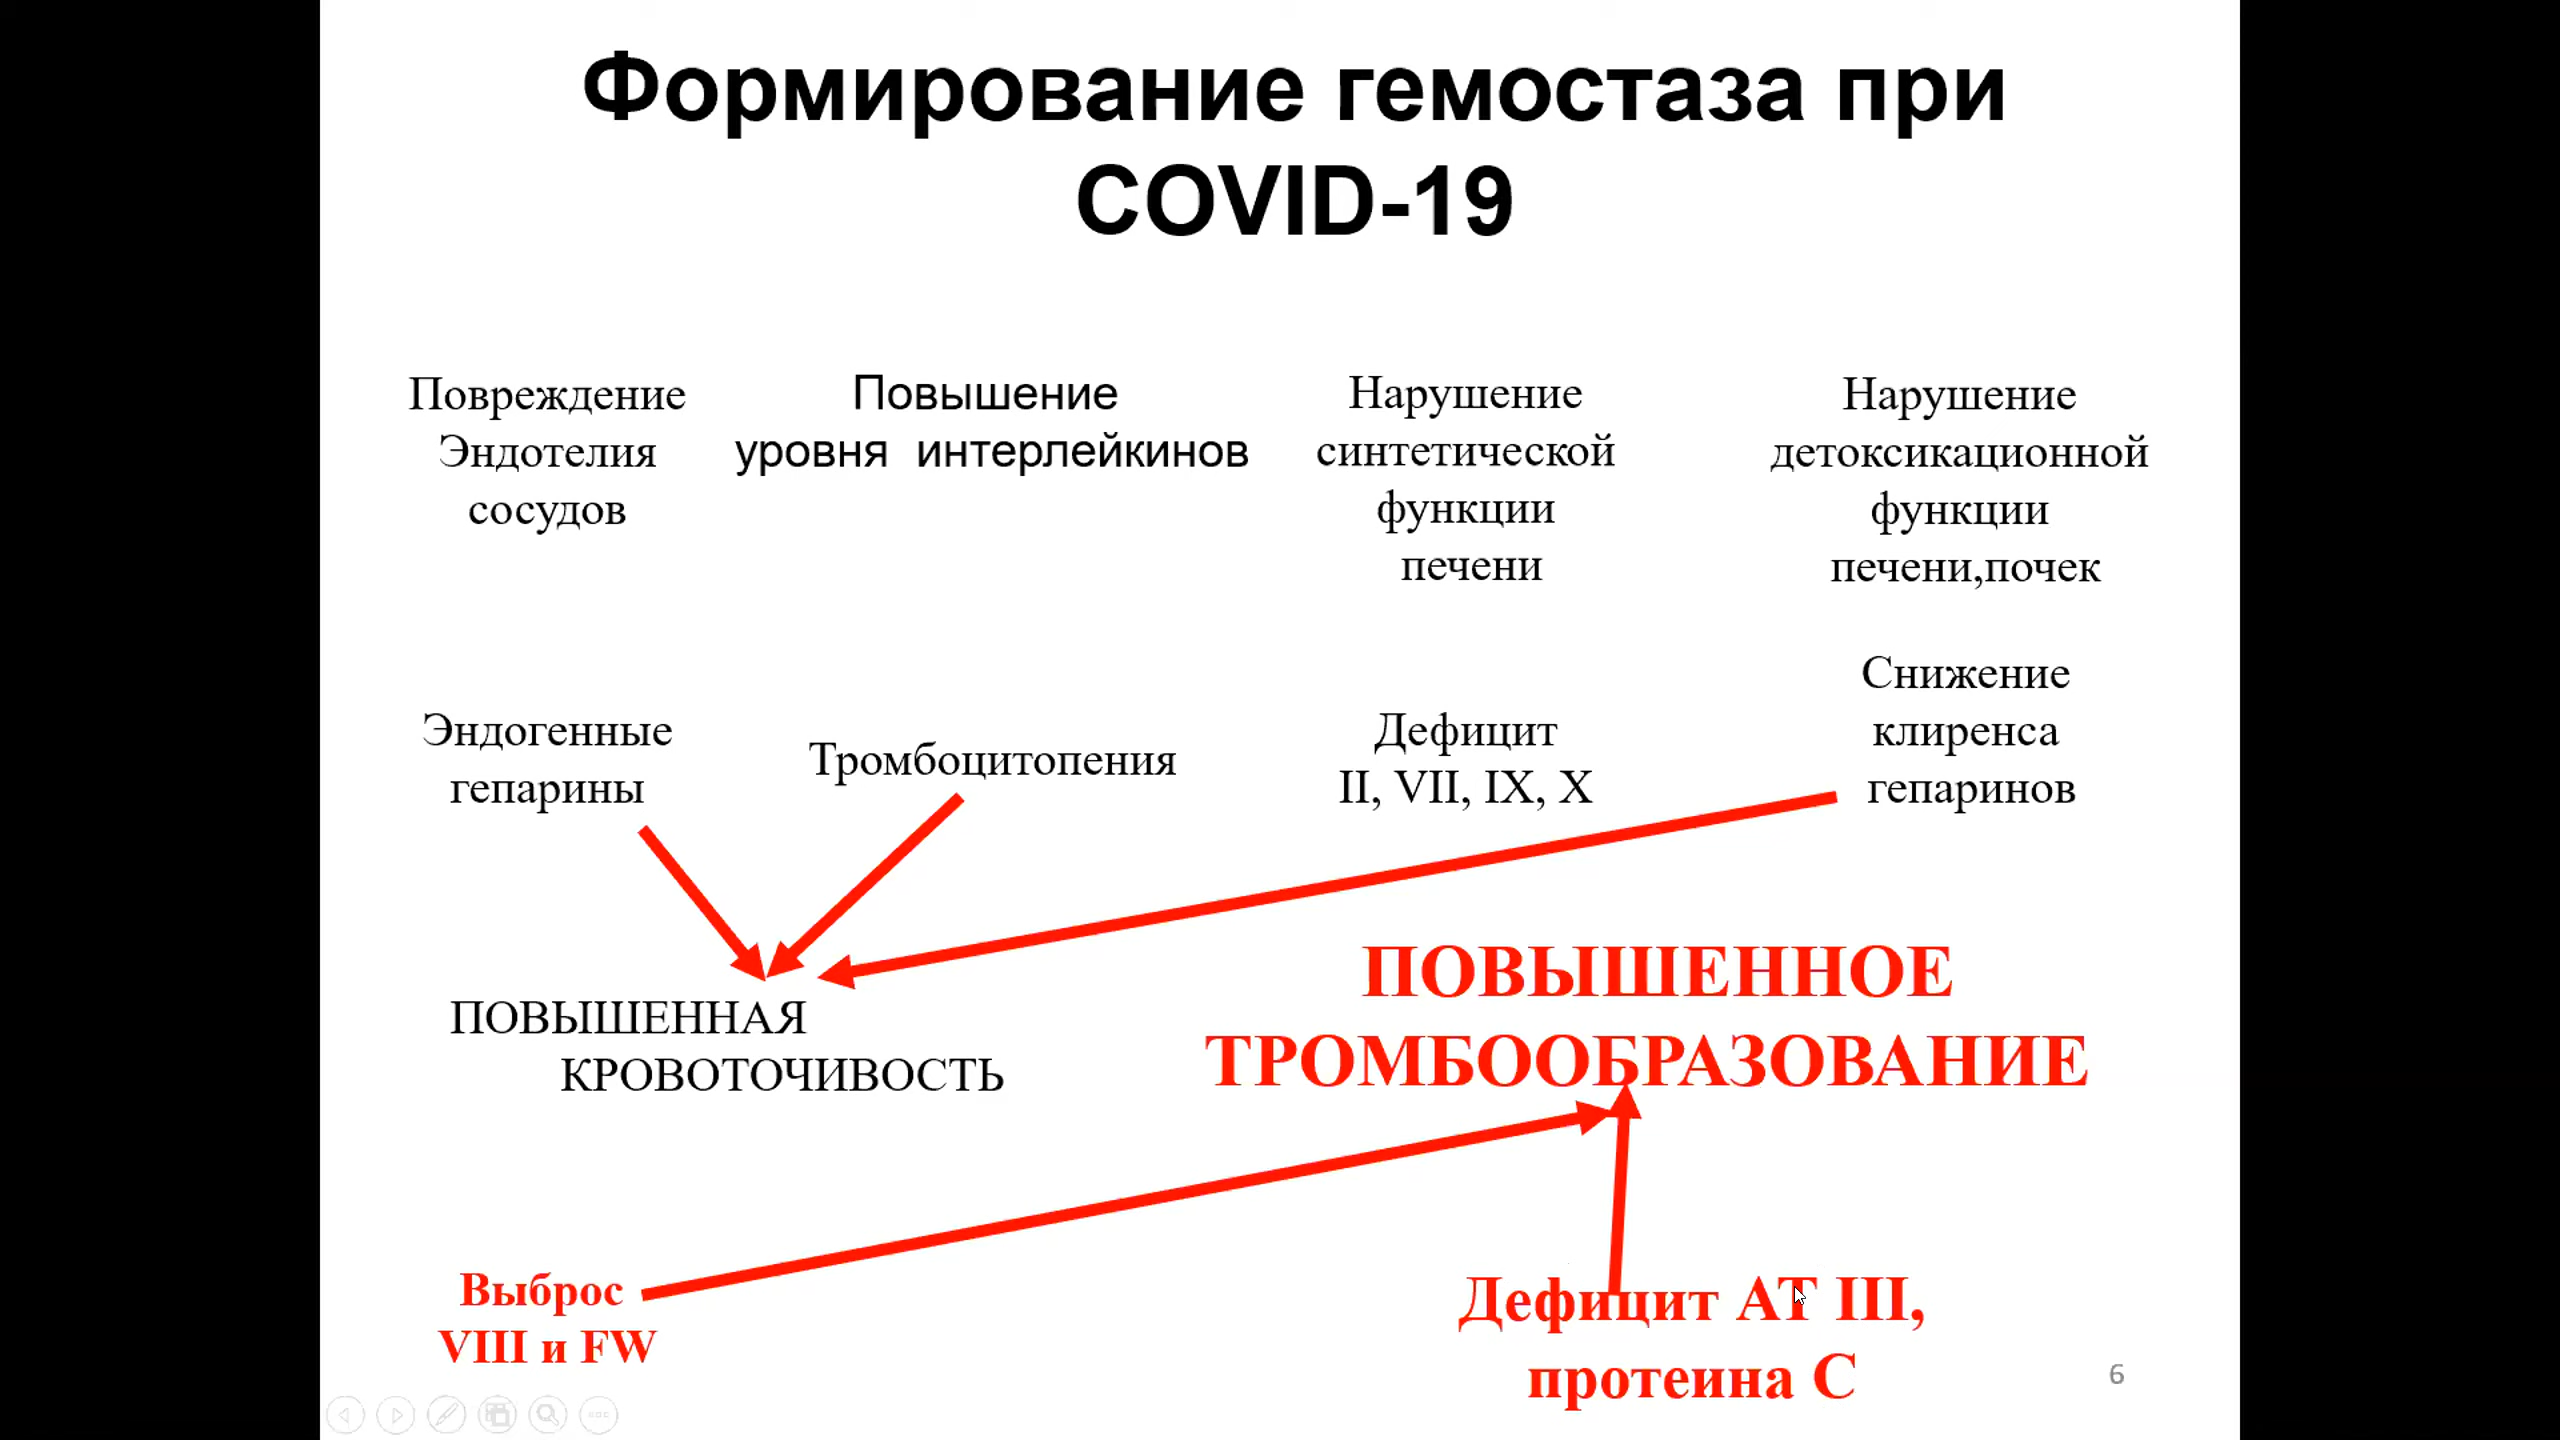 Формирование гемостаза при
COVID-19
Повреждение
Эндотелия
сосудов
Повышение
уровня интерлейкинов
Нарушение
синтетической
функции
печени
Нарушение
детоксикационной
функции
печени,почек
Эндогенные
гепарины
Тромбоцитопения
Дефицит
II, VII, IX, X
Снижение
клиренса
гепаринов
ПОВЫШЕННАЯ
КРОВОТОЧИВОСТЬ
ПОВЫШЕННОЕ
ТРОМБООБРАЗОВАНИЕ
Выброс
VIII и FW
Дефицит АТ III,
протеина С
6